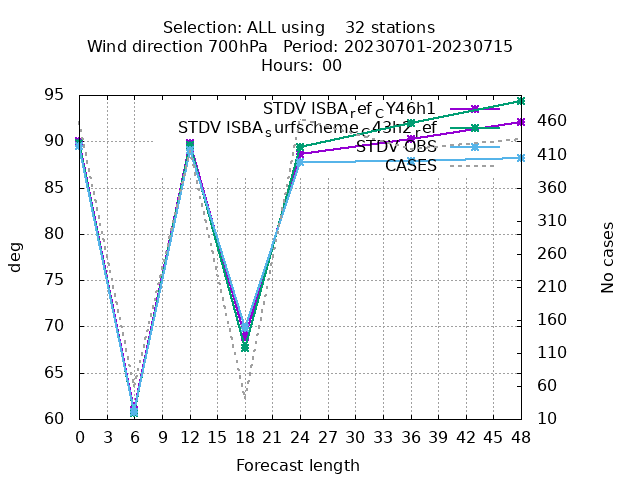 Selection: ALL using    32 stations
Wind direction 700hPa   Period: 20230701-20230715
Hours: 00
95
90
85
80
75
70
65
60
deg
STDV ISBA_ref_CY46h1
STDV ISBA_surfscheme_C43h2_ref
STDV OBS
CASES
460
410
360
310
260
210
160
110
60
10
No cases
0 3 6 9 12 15 18 21 24 27 30 33 36 39 42 45 48
Forecast length